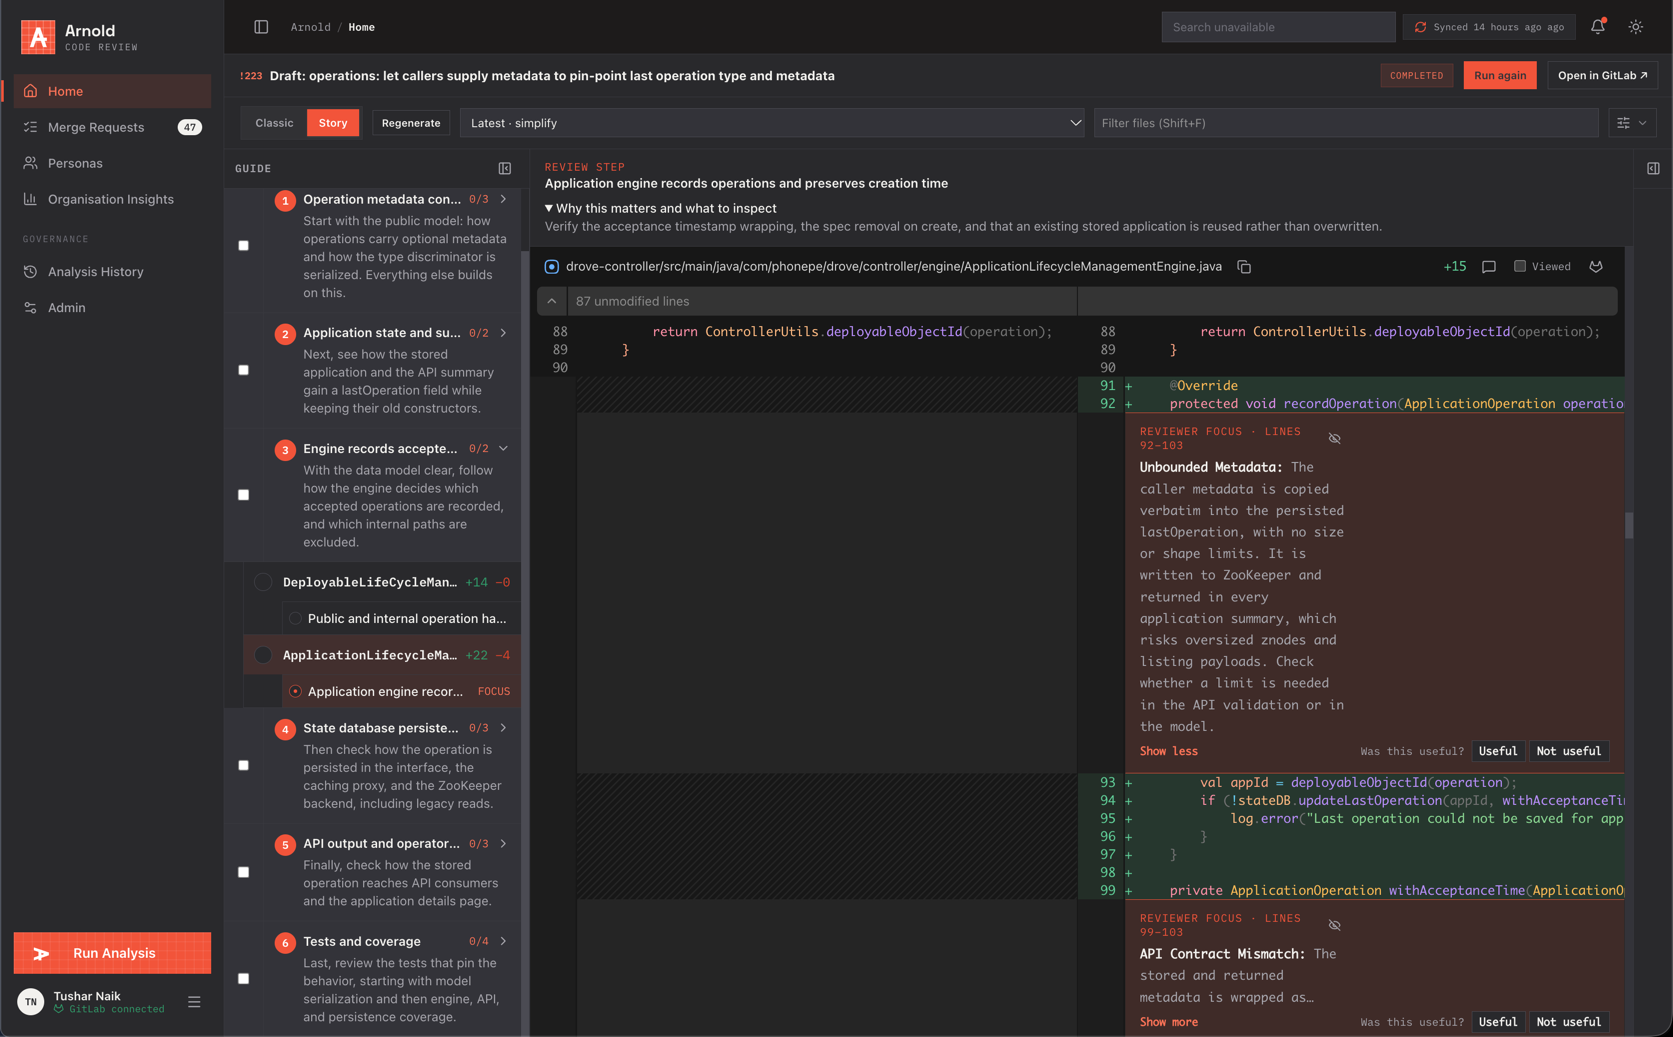 Arnold
CODE REVIEW
Home
Merge Requests
47
Personas
Organisation Insights
GOVERNANCE
Analysis History
Admin
Run Analysis
TN
Tushar Naik
GitLab connected
Arnold / Home
Search unavailable
Synced 14 hours ago ago
!223 Draft: operations: let callers supply metadata to pin-point last operation type and metadata
COMPLETED
Run again
Open in GitLab ↗
Classic
Story
Regenerate
Latest · simplify
Filter files (Shift+F)
GUIDE
1 Operation metadata con... 0/3
Start with the public model: how
operations carry optional metadata
and how the type discriminator is
serialized. Everything else builds
on this.
2 Application state and su... 0/2
Next, see how the stored
application and the API summary
gain a lastOperation field while
keeping their old constructors.
3 Engine records accepte... 0/2
With the data model clear, follow
how the engine decides which
accepted operations are recorded,
and which internal paths are
excluded.
DeployableLifeCycleMan... +14 −0
Public and internal operation ha...
ApplicationLifecycleMa... +22 −4
Application engine recor... FOCUS
4 State database persiste... 0/3
Then check how the operation is
persisted in the interface, the
caching proxy, and the ZooKeeper
backend, including legacy reads.
5 API output and operator... 0/3
Finally, check how the stored
operation reaches API consumers
and the application details page.
6 Tests and coverage 0/4
Last, review the tests that pin the
behavior, starting with model
serialization and then engine, API,
and persistence coverage.
REVIEW STEP
Application engine records operations and preserves creation time
▼ Why this matters and what to inspect
Verify the acceptance timestamp wrapping, the spec removal on create, and that an existing stored application is reused rather than overwritten.
drove-controller/src/main/java/com/phonepe/drove/controller/engine/ApplicationLifecycleManagementEngine.java
+15
Viewed
87 unmodified lines
88 return ControllerUtils.deployableObjectId(operation);
89 }
90
88 return ControllerUtils.deployableObjectId(operation);
89 }
90
91 + @Override
92 + protected void recordOperation(ApplicationOperation operatio
REVIEWER FOCUS · LINES
92–103
Unbounded Metadata: The
caller metadata is copied
verbatim into the persisted
lastOperation, with no size
or shape limits. It is
written to ZooKeeper and
returned in every
application summary, which
risks oversized znodes and
listing payloads. Check
whether a limit is needed
in the API validation or in
the model.
Show less
Was this useful?
Useful
Not useful
93 + val appId = deployableObjectId(operation);
94 + if (!stateDB.updateLastOperation(appId, withAcceptanceTi
95 + log.error("Last operation could not be saved for app
96 + }
97 + }
98 +
99 + private ApplicationOperation withAcceptanceTime(ApplicationO
REVIEWER FOCUS · LINES
99–103
API Contract Mismatch: The
stored and returned
metadata is wrapped as…
Show more
Was this useful?
Useful
Not useful